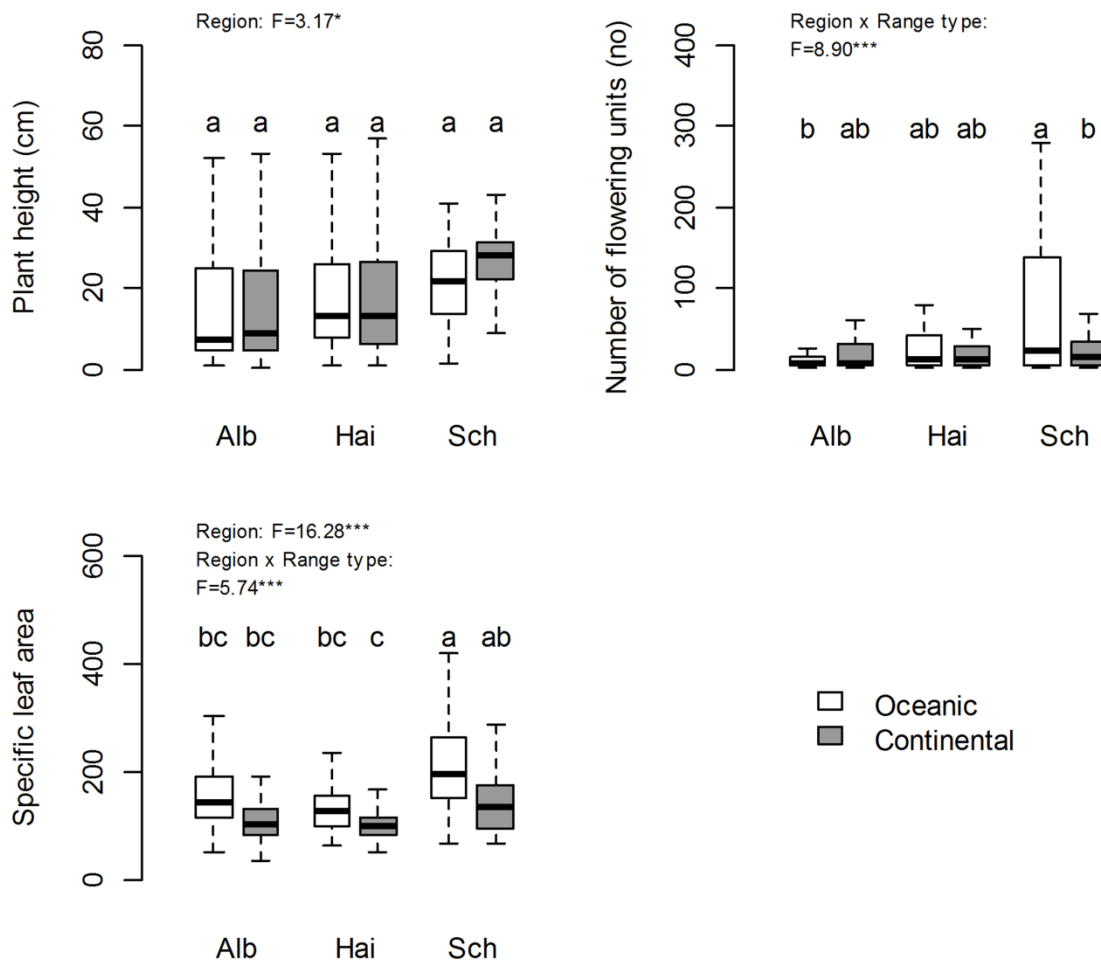 Region: F=3.17*
Plant height (cm)
80
60
40
20
0
a a a a a a
Alb Hai Sch
Region x Range type:
F=8.90***
Number of flowering units (no)
400
300
200
100
0
b ab ab ab a b
Alb Hai Sch
Region: F=16.28***
Region x Range type:
F=5.74***
Specific leaf area
600
400
200
0
bc bc bc c a ab
Alb Hai Sch
Oceanic
Continental